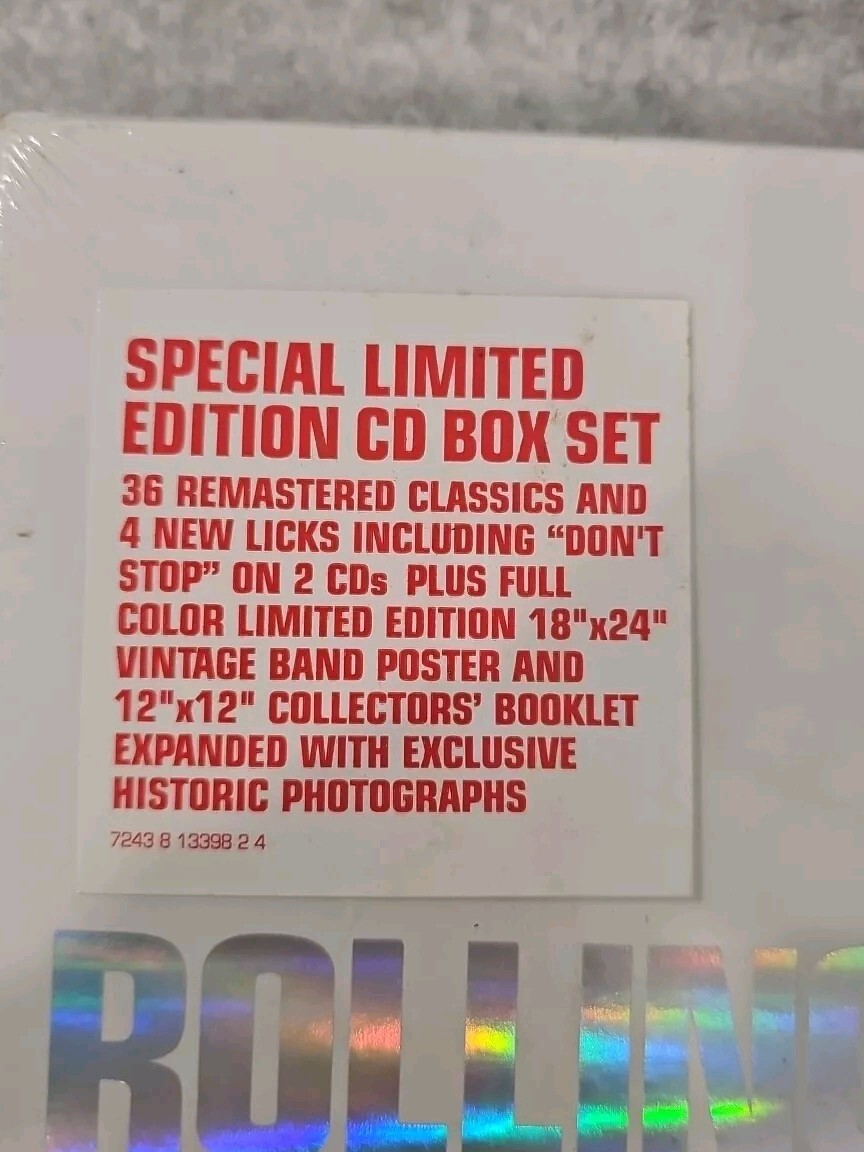 SPECIAL LIMITED
EDITION CD BOX SET
36 REMASTERED CLASSICS AND
4 NEW LICKS INCLUDING “DON'T
STOP” ON 2 CDs PLUS FULL
COLOR LIMITED EDITION 18"x24"
VINTAGE BAND POSTER AND
12"x12" COLLECTORS’ BOOKLET
EXPANDED WITH EXCLUSIVE
HISTORIC PHOTOGRAPHS
7243 8 13398 2 4
ROLLING